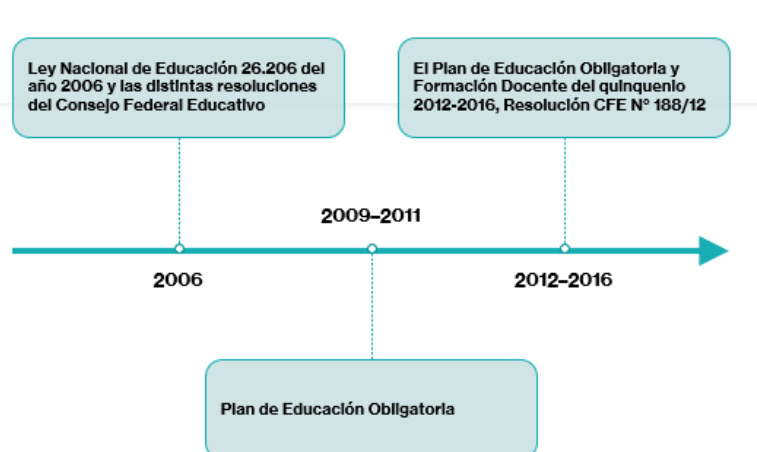 Ley Nacional de Educación 26.206 del
año 2006 y las distintas resoluciones
del Consejo Federal Educativo
El Plan de Educación Obligatoria y
Formación Docente del quinquenio
2012-2016, Resolución CFE N° 188/12
2009–2011
2006
2012–2016
Plan de Educación Obligatoria